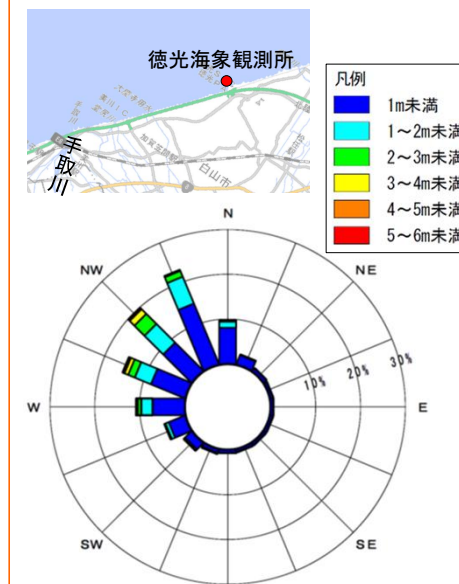 徳光海象観測所
手取川
白山市
凡例
1m未満
1～2m未満
2～3m未満
3～4m未満
4～5m未満
5～6m未満
N
NW
NE
10%
20%
30%
W
E
SW
SE